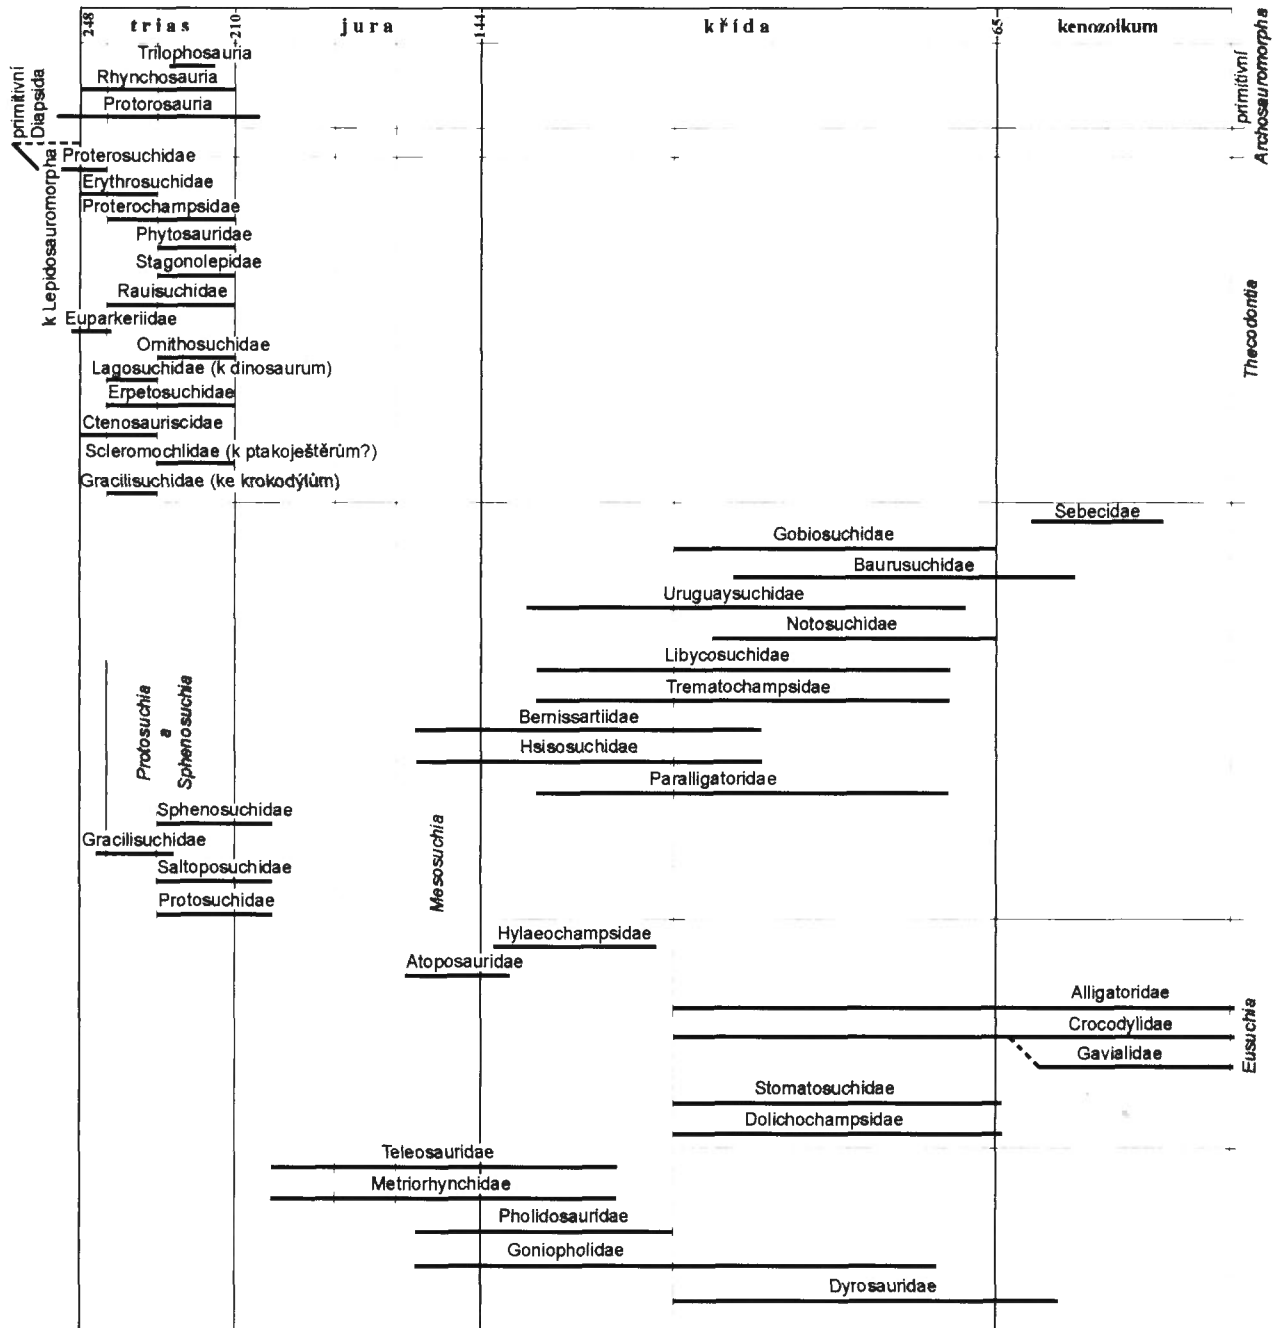 248 trias 210 jura 144 křída 65 kenozoikum
Trilophosauria
Rhynchosauria
Protorosauria
primitivní
Diapsida
primitivní
Archosauromorpha
k Lepidosauromorpha
Proterosuchidae
Erythrosuchidae
Proterochampsidae
Phytosauridae
Stagonolepidae
Rauisuchidae
Euparkeriidae
Ornithosuchidae
Lagosuchidae (k dinosaurum)
Erpetosuchidae
Ctenosauriscidae
Scleromochlidae (k ptakoještěrům?)
Gracilisuchidae (ke krokodýlům)
Thecodontia
Sebecidae
Gobiosuchidae
Baurusuchidae
Uruguaysuchidae
Notosuchidae
Libycosuchidae
Trematochampsidae
Bernissartiidae
Hsisosuchidae
Paralligatoridae
Protosuchia
a
Sphenosuchia
Sphenosuchidae
Gracilisuchidae
Saltoposuchidae
Protosuchidae
Mesosuchia
Hylaeochampsidae
Atoposauridae
Alligatoridae
Crocodylidae
Gavialidae
Eusuchia
Stomatosuchidae
Dolichochampsidae
Teleosauridae
Metriorhynchidae
Pholidosauridae
Goniopholidae
Dyrosauridae